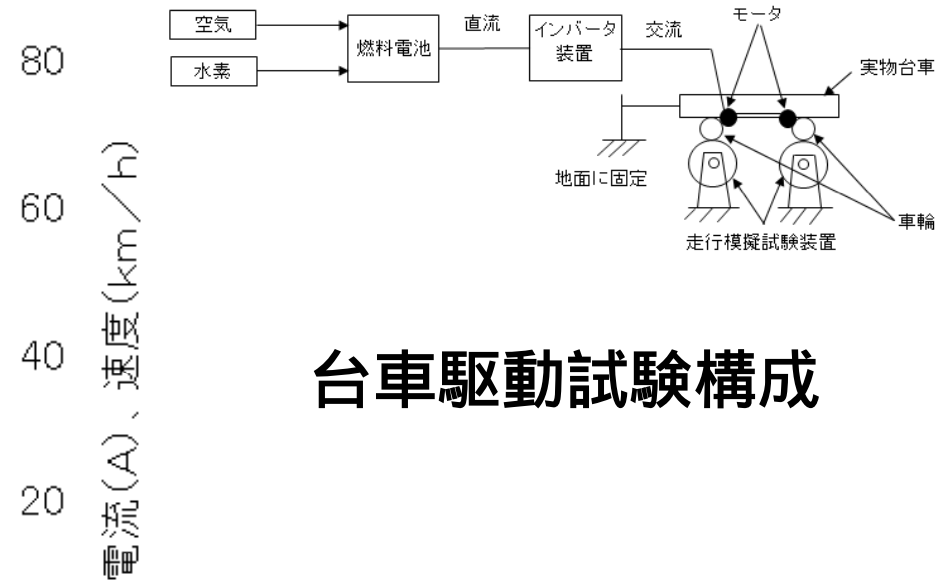 80
60
40
20
電流(A)、速度(km/h)
空気
水素
燃料電池
直流
インバータ
装置
交流
モータ
実物台車
地面に固定
車輪
走行模擬試験装置
台車駆動試験構成